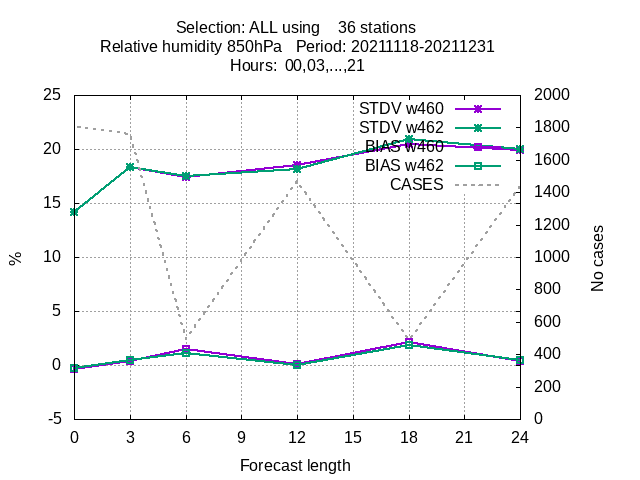 Selection: ALL using 36 stations
Relative humidity 850hPa Period: 20211118-20211231
Hours: 00,03,...,21
25 2000
STDV w460
1800
STDV w462
20 BIAS w460
1600
BIAS w462
CASES
1400
15
1200
% 10 1000 No cases
800
5
600
400
0
200
-5 0
0 3 6 9 12 15 18 21 24
Forecast length